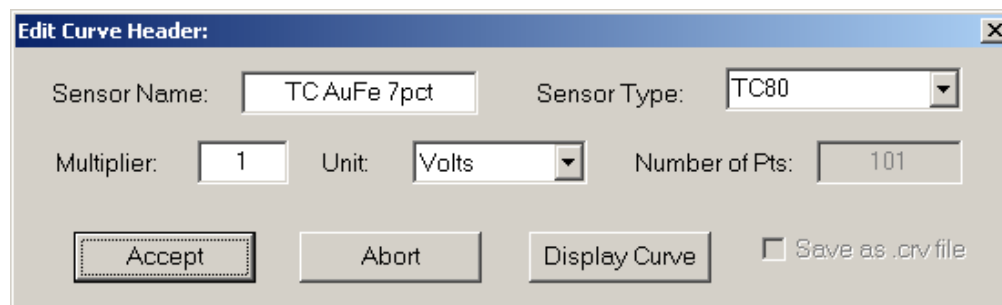 Edit Curve Header:
Sensor Name: TC AuFe 7pct Sensor Type: TC80
Multiplier: 1 Unit: Volts Number of Pts: 101
Accept Abort Display Curve Save as .crv file